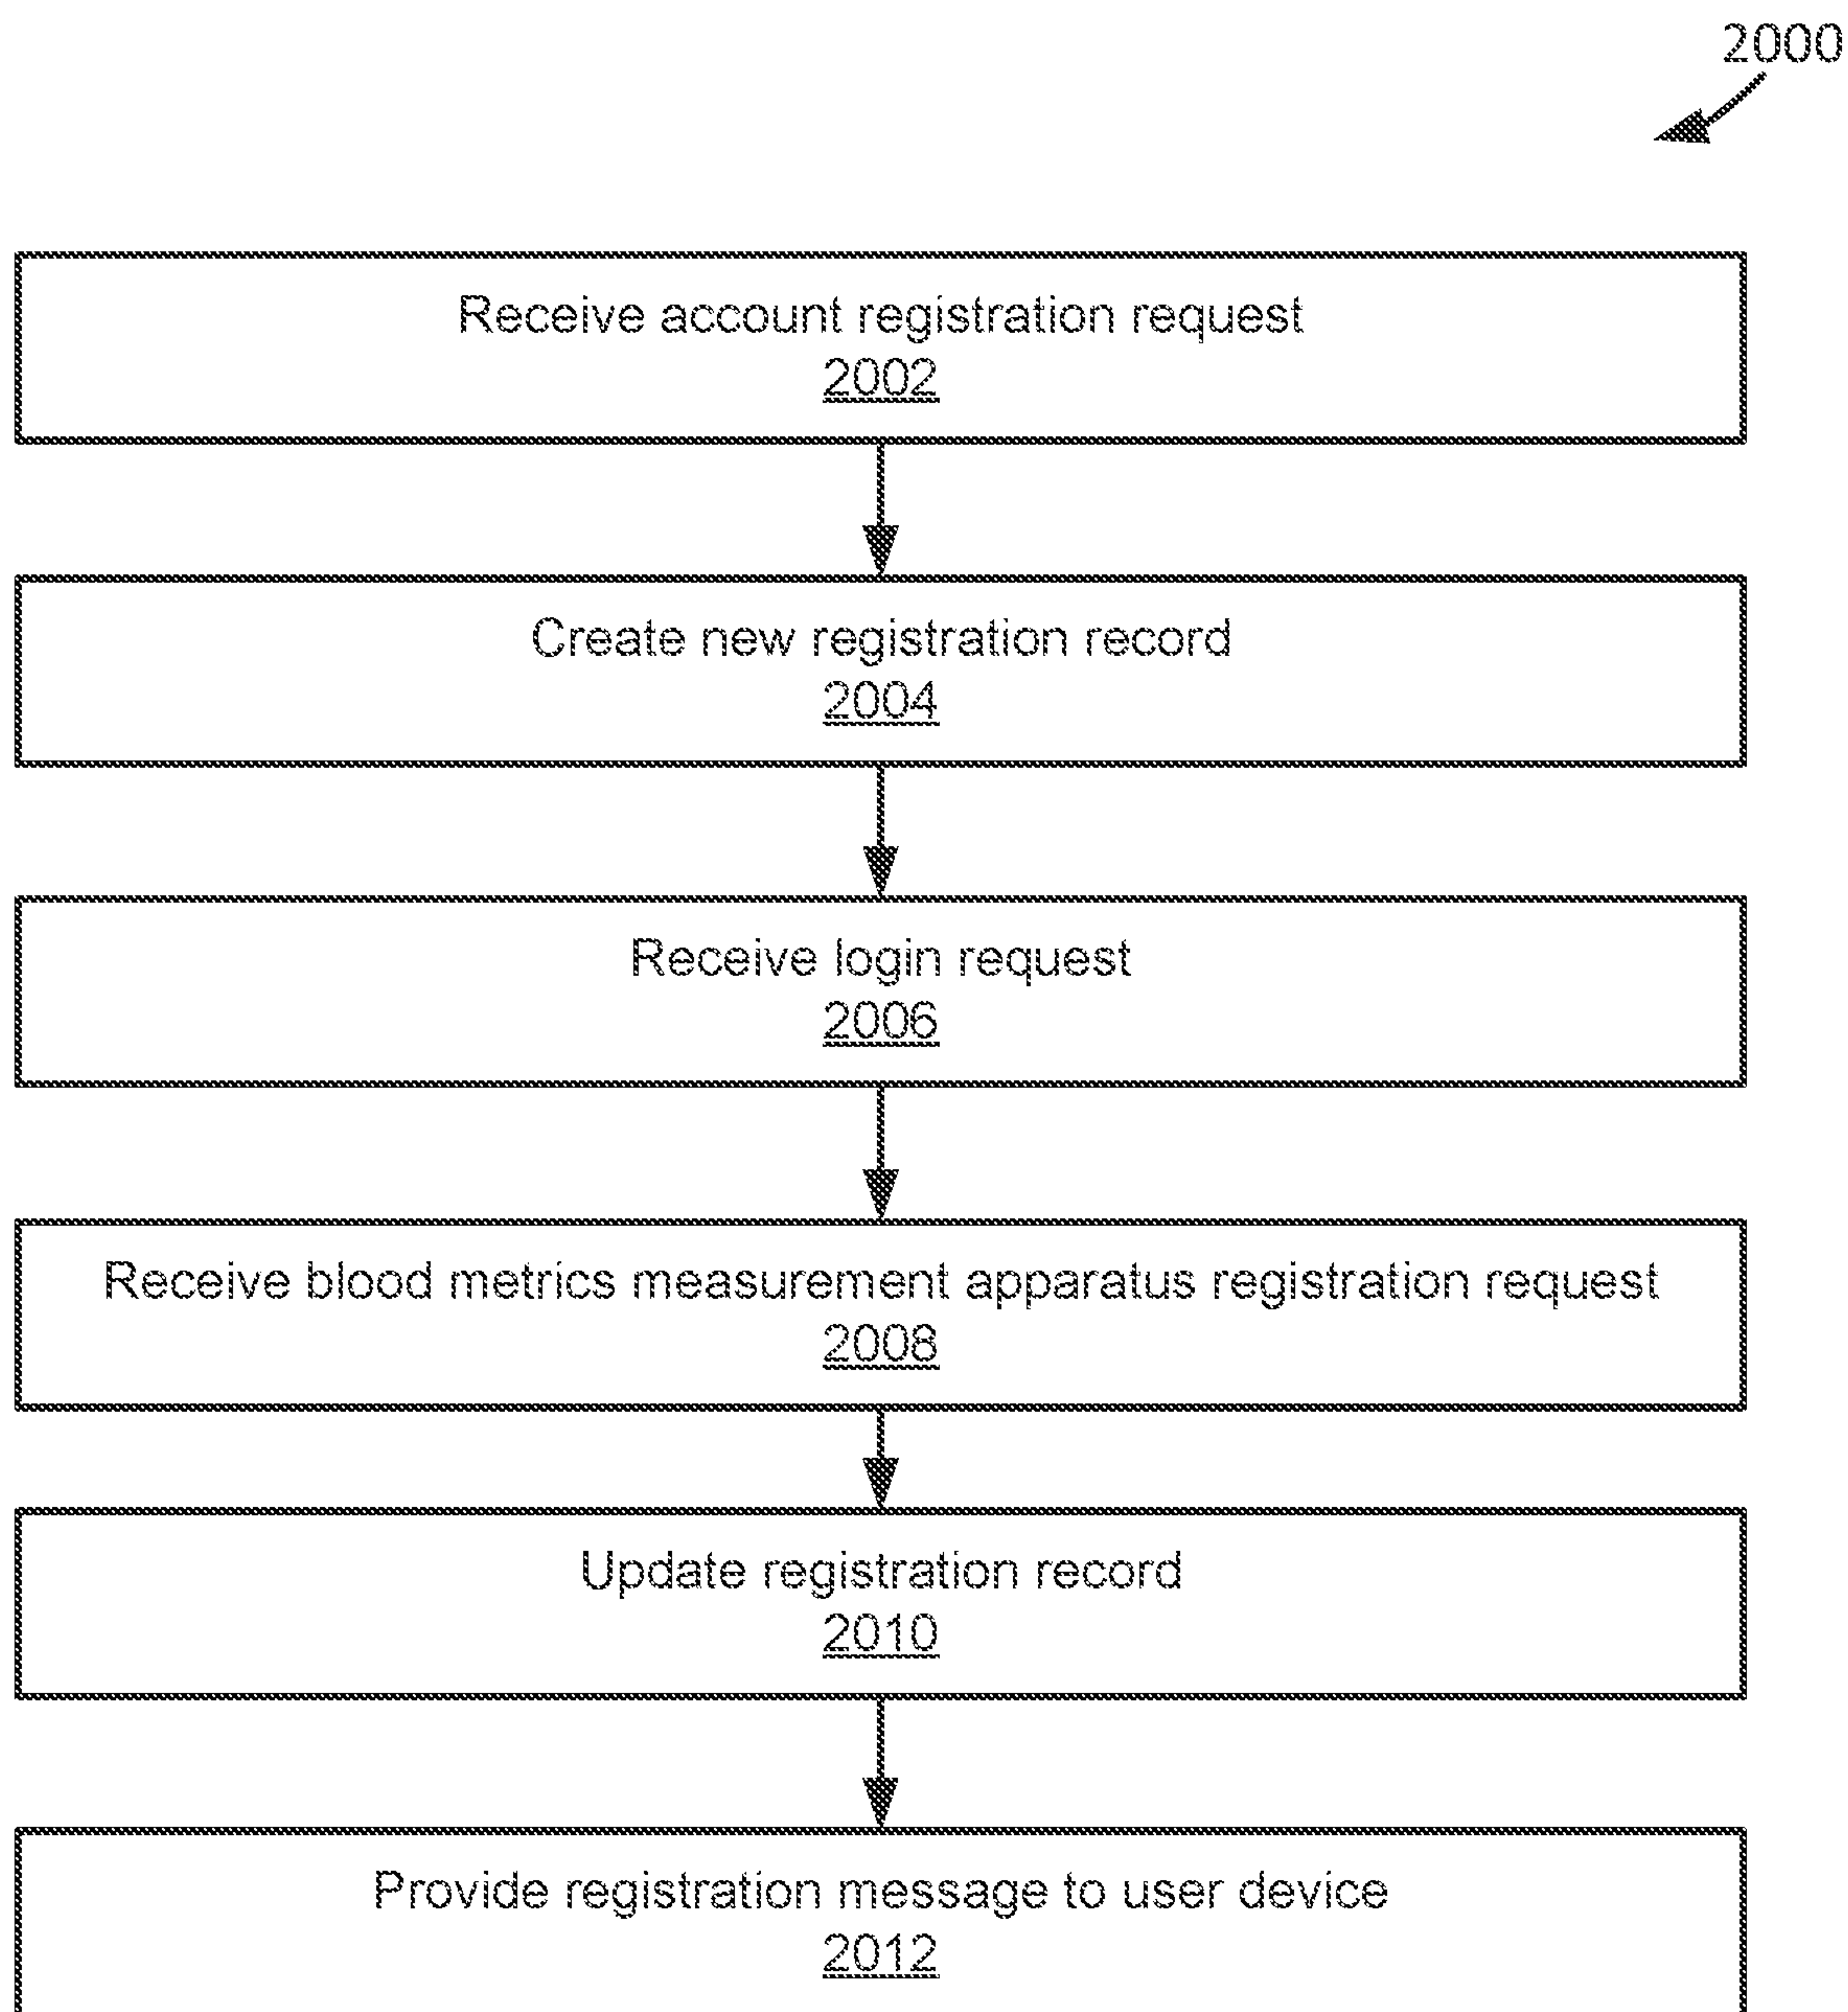 2000
Receive account registration request
2002
Create new registration record
2004
Receive login request
2006
Receive blood metrics measurement apparatus registration request
2008
Update registration record
2010
Provide registration message to user device
2012